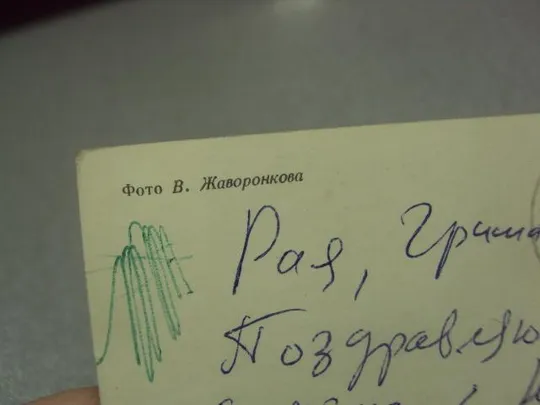 Фото В. Жаворонкова
Рая,
Поздравляю